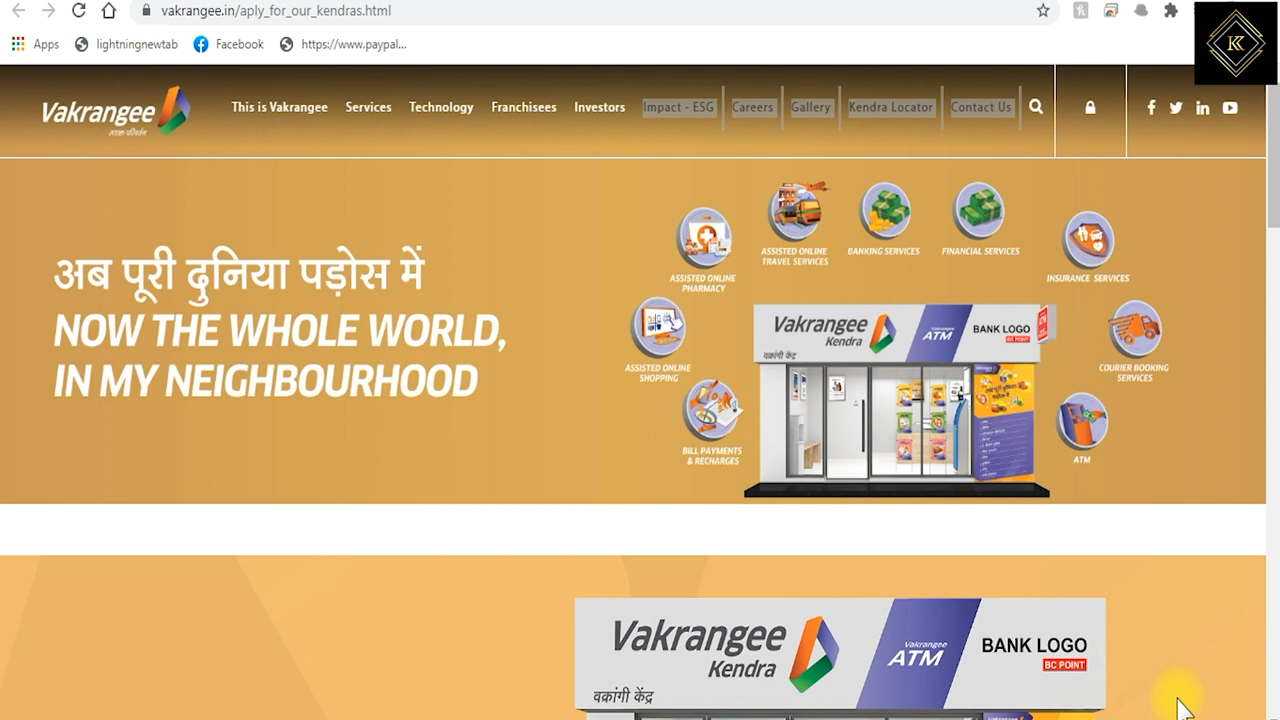 vakrangee.in/aply_for_our_kendras.html
Apps lightningnewtab Facebook https://www.paypal...
Vakrangee
This is Vakrangee Services Technology Franchisees Investors Impact - ESG Careers Gallery Kendra Locator Contact Us
अब पूरी दुनिया पड़ोस में
NOW THE WHOLE WORLD,
IN MY NEIGHBOURHOOD
ASSISTED ONLINE
PHARMACY
ASSISTED ONLINE
TRAVEL SERVICES
BANKING SERVICES
FINANCIAL SERVICES
INSURANCE SERVICES
ASSISTED ONLINE
SHOPPING
COURIER BOOKING
SERVICES
BILL PAYMENTS
& RECHARGES
ATM
Vakrangee
Kendra
वक्रांगी केंद्र
Vakrangee
ATM
BANK LOGO
BC POINT
Vakrangee
Kendra
वक्रांगी केंद्र
Vakrangee
ATM
BANK LOGO
BC POINT